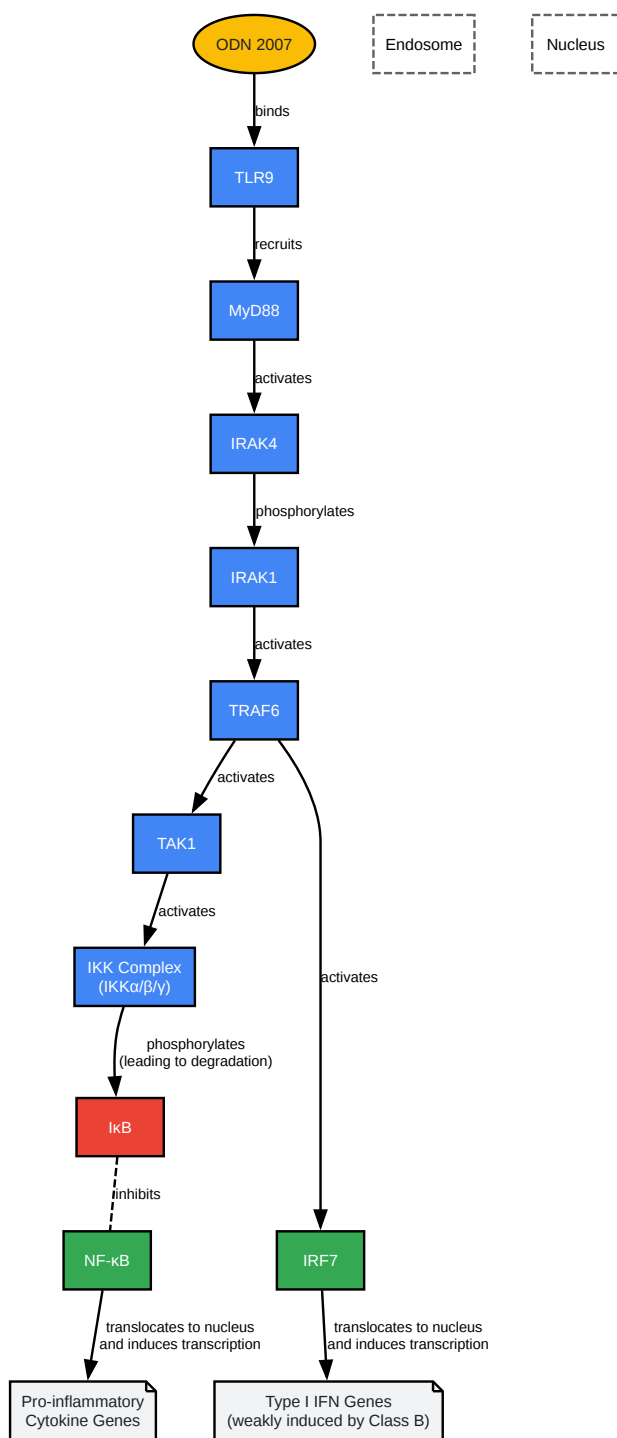 ODN 2007
Endosome
Nucleus
binds
TLR9
recruits
MyD88
activates
IRAK4
phosphorylates
IRAK1
activates
TRAF6
activates
TAK1
activates
IKK Complex
(IKKα/β/γ)
activates
phosphorylates
(leading to degradation)
IκB
inhibits
NF-κB
IRF7
translocates to nucleus
and induces transcription
translocates to nucleus
and induces transcription
Pro-inflammatory
Cytokine Genes
Type I IFN Genes
(weakly induced by Class B)